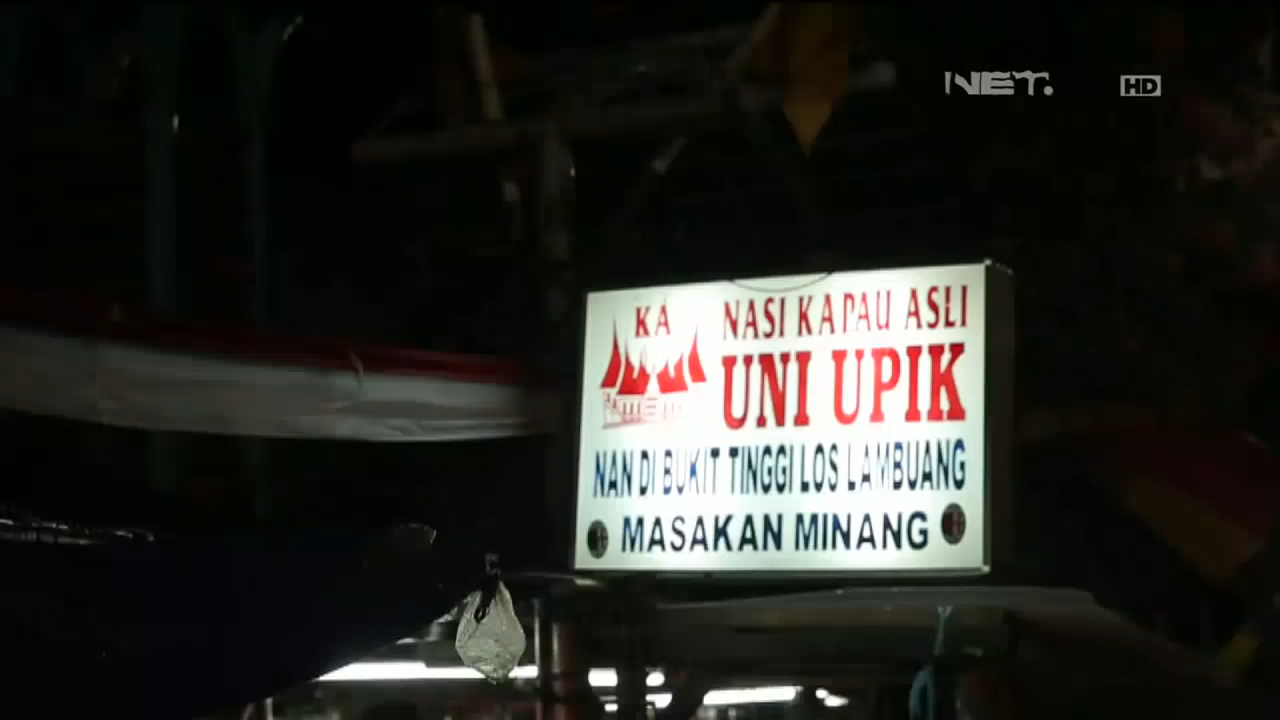 NET.
HD
KA
NASI KAPAU ASLI
UNI UPIK
NAN DI BUKIT TINGGI LOS LAMBUANG
MASAKAN MINANG